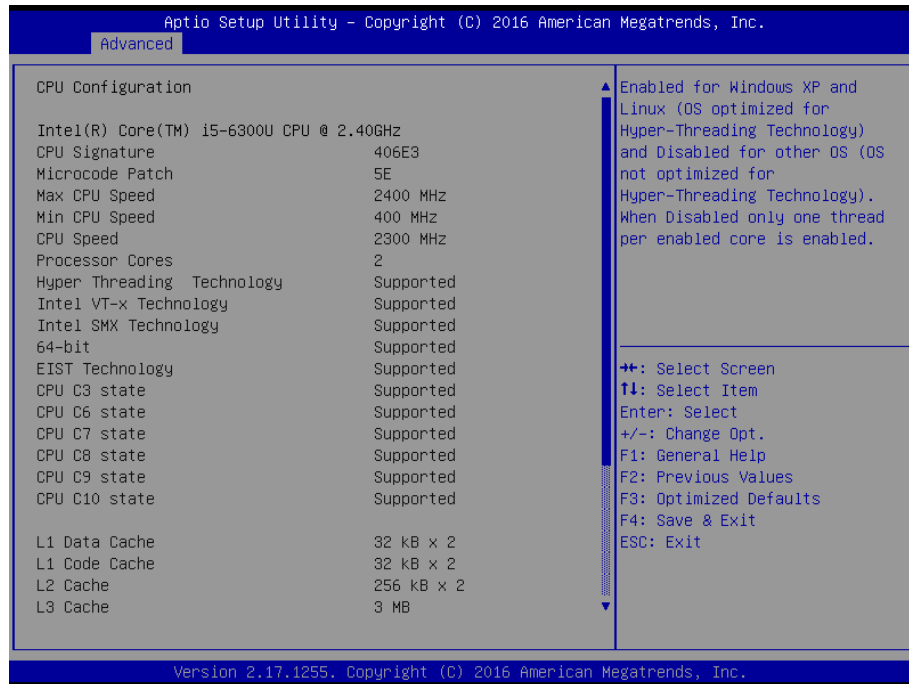 Aptio Setup Utility – Copyright (C) 2016 American Megatrends, Inc.
Advanced
CPU Configuration
Intel(R) Core(TM) i5-6300U CPU @ 2.40GHz
CPU Signature 406E3
Microcode Patch 5E
Max CPU Speed 2400 MHz
Min CPU Speed 400 MHz
CPU Speed 2300 MHz
Processor Cores 2
Hyper Threading Technology Supported
Intel VT-x Technology Supported
Intel SMX Technology Supported
64-bit Supported
EIST Technology Supported
CPU C3 state Supported
CPU C6 state Supported
CPU C7 state Supported
CPU C8 state Supported
CPU C9 state Supported
CPU C10 state Supported
L1 Data Cache 32 kB x 2
L1 Code Cache 32 kB x 2
L2 Cache 256 kB x 2
L3 Cache 3 MB
Enabled for Windows XP and
Linux (OS optimized for
Hyper-Threading Technology)
and Disabled for other OS (OS
not optimized for
Hyper-Threading Technology).
When Disabled only one thread
per enabled core is enabled.
→←: Select Screen
↑↓: Select Item
Enter: Select
+/-: Change Opt.
F1: General Help
F2: Previous Values
F3: Optimized Defaults
F4: Save & Exit
ESC: Exit
Version 2.17.1255. Copyright (C) 2016 American Megatrends, Inc.